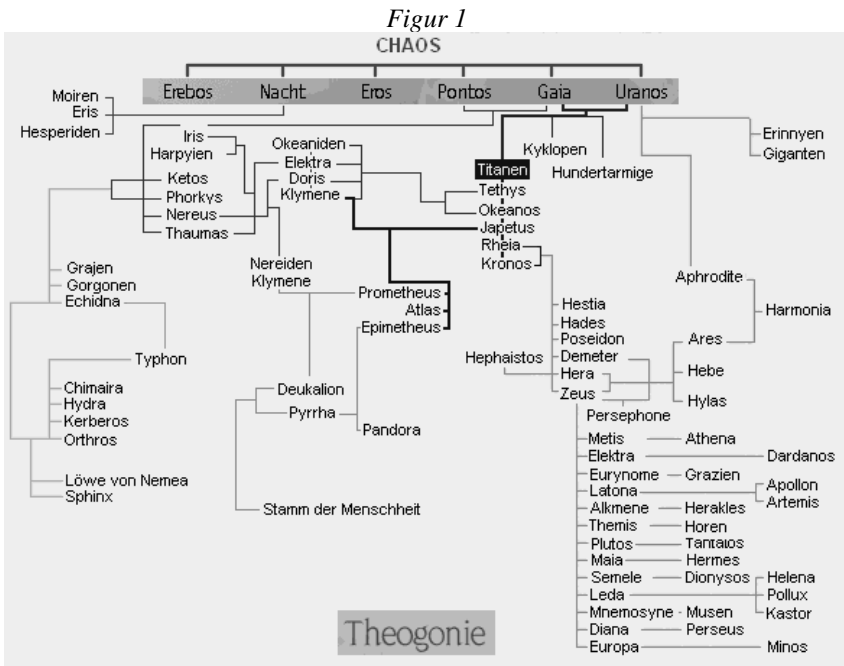 Figur 1
CHAOS
Erebos Nacht Eros Pontos Gaia Uranos
Moiren
Eris
Hesperiden
Iris
Harpyien
Okeaniden
Elektra
Doris
Klymene
Ketos
Phorkys
Nereus
Thaumas
Kyklopen
Hundertarmige
Erinnyen
Giganten
Titanen
Tethys
Okeanos
Japetus
Rheia
Kronos
Grajen
Gorgonen
Echidna
Nereiden
Klymene
Prometheus
Atlas
Epimetheus
Aphrodite
Harmonia
Ares
Hebe
Hylas
Hestia
Hades
Poseidon
Demeter
Hera
Zeus
Hephaistos
Persephone
Typhon
Chimaira
Hydra
Kerberos
Orthros
Löwe von Nemea
Sphinx
Deukalion
Pyrrha
Pandora
Stamm der Menschheit
Metis Athena
Elektra Dardanos
Eurynome Grazien
Latona Apollon
Artemis
Alkmene Herakles
Themis Horen
Plutos Tantalos
Maia Hermes
Semele Dionysos Helena
Leda Pollux
Mnemosyne Musen Kastor
Diana Perseus
Europa Minos
Theogonie